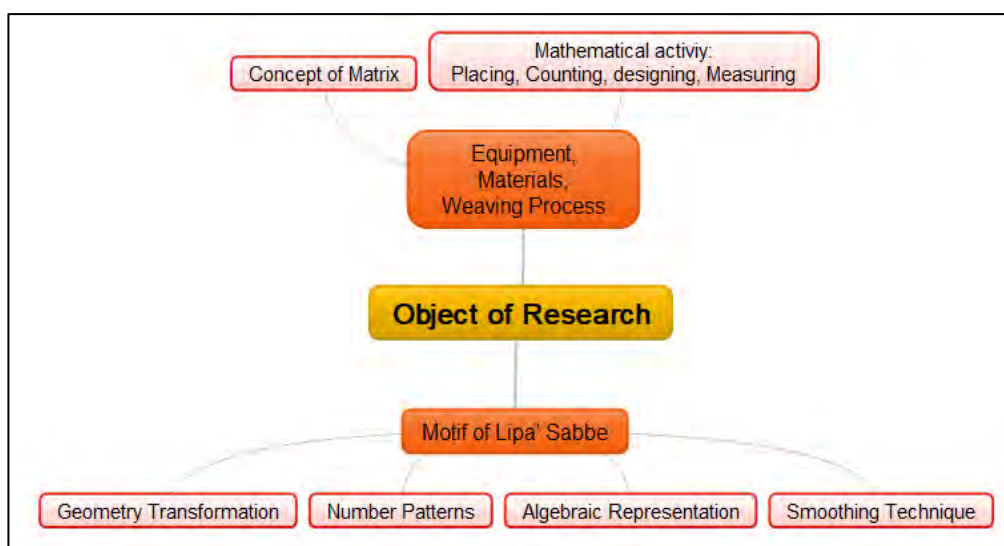 Mathematical activiy:
Placing, Counting, designing, Measuring
Concept of Matrix
Equipment,
Materials,
Weaving Process
Object of Research
Motif of Lipa' Sabbe
Geometry Transformation
Number Patterns
Algebraic Representation
Smoothing Technique